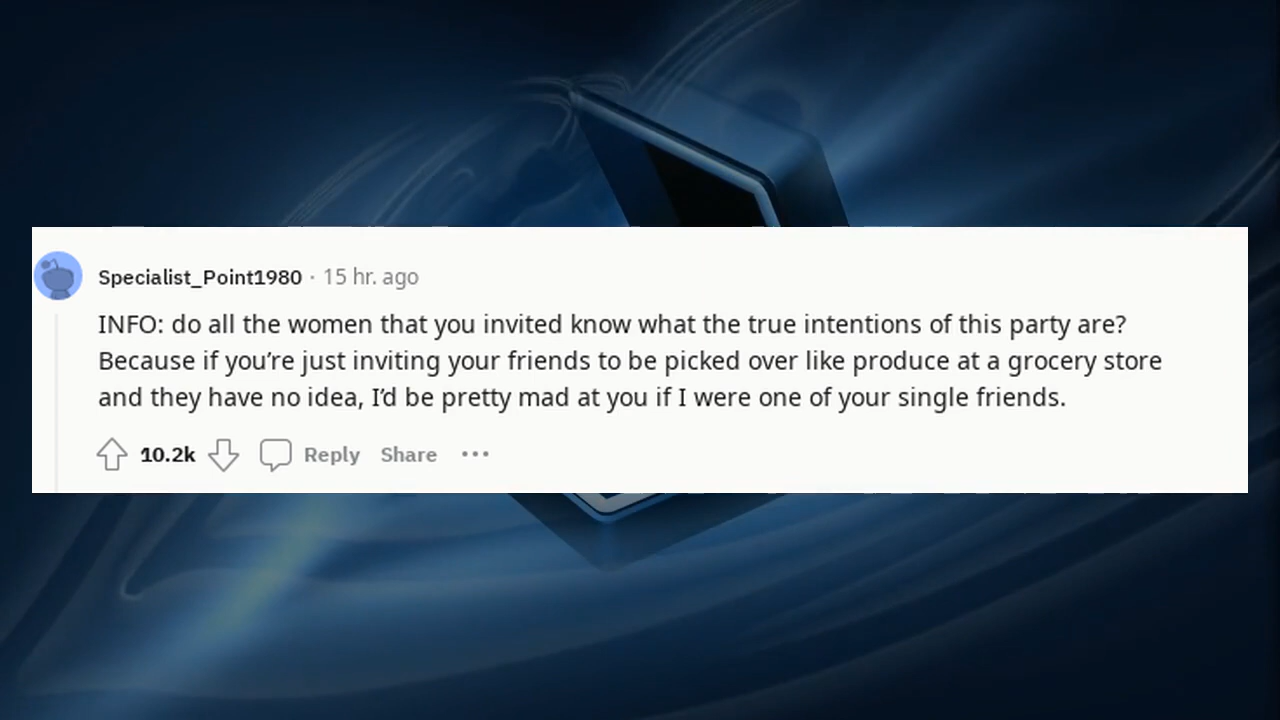 Specialist_Point1980 · 15 hr. ago
INFO: do all the women that you invited know what the true intentions of this party are?
Because if you’re just inviting your friends to be picked over like produce at a grocery store
and they have no idea, I’d be pretty mad at you if I were one of your single friends.
10.2k Reply Share ···